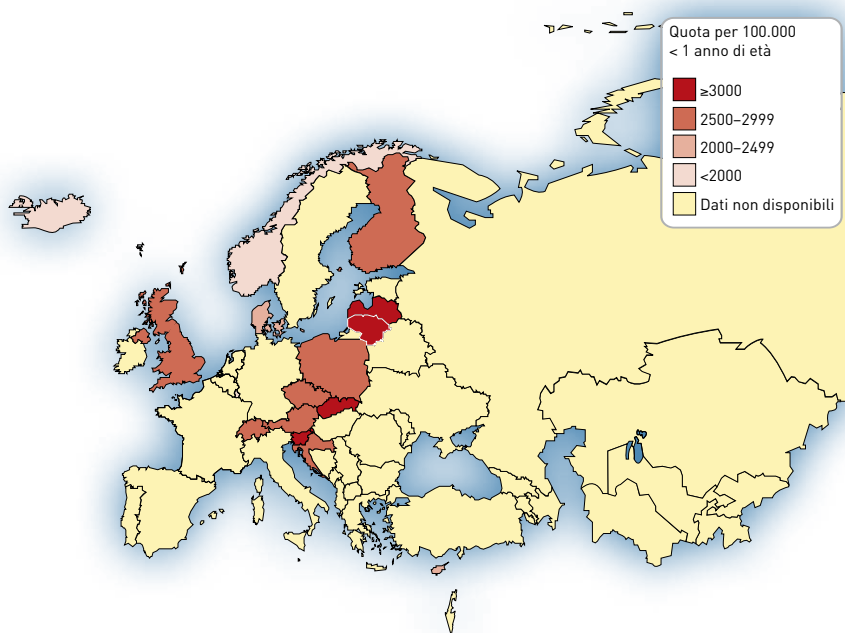 Quota per 100.000
< 1 anno di età
≥3000
2500–2999
2000–2499
<2000
Dati non disponibili